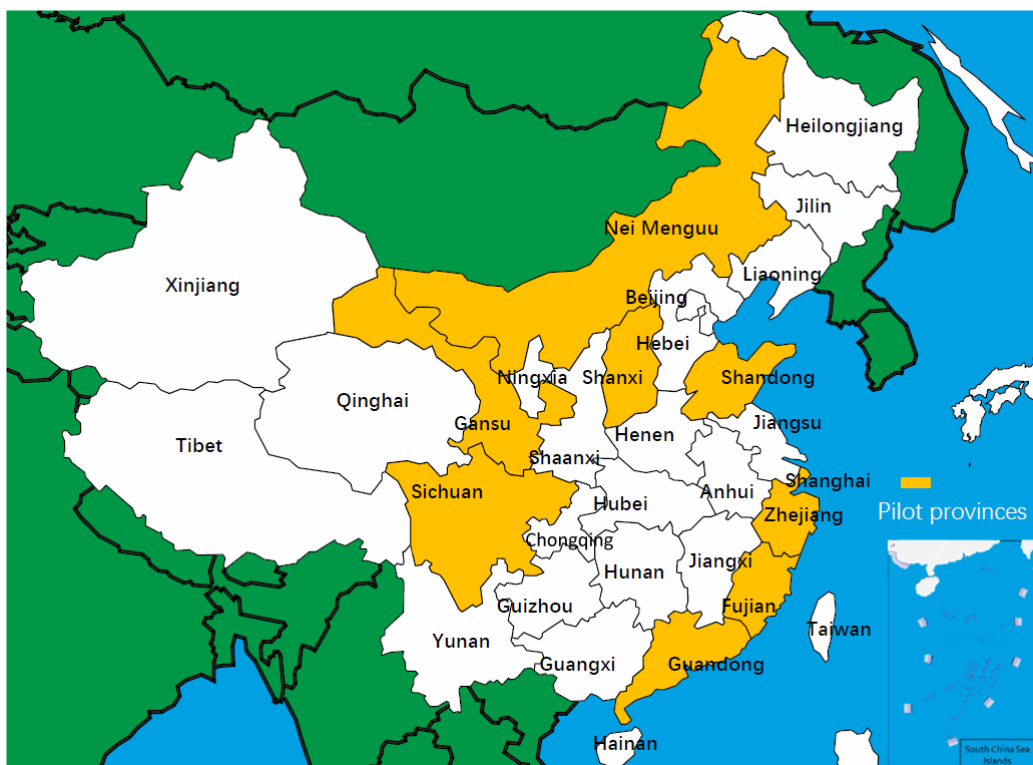 Heilongjiang
Jilin
Nei Menguu
Liaoning
Xinjiang
Beijing
Hebei
Ningxia
Shanxi
Shandong
Qinghai
Gansu
Jiangsu
Henen
Tibet
Shaanxi
Sichuan
Shanghai
Anhui
Hubei
Zhejiang
Pilot provinces
Chongqing
Jiangxi
Hunan
Guizhou
Fujian
Taiwan
Yunan
Guangxi
Guandong
Hainan
South China Sea
Islands